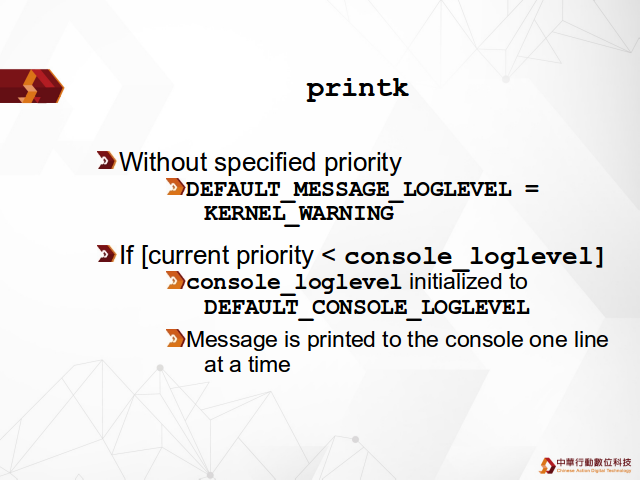 printk
Without specified priority
DEFAULT_MESSAGE_LOGLEVEL =
KERNEL_WARNING
If [current priority < console_loglevel]
console_loglevel initialized to
DEFAULT_CONSOLE_LOGLEVEL
Message is printed to the console one line
at a time
中華行動數位科技
Chinese Action Digital Technology